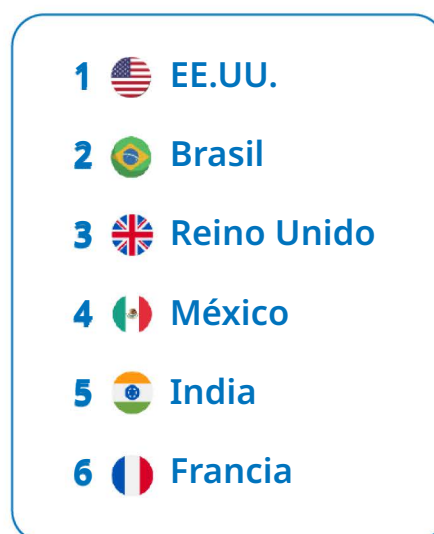 1 EE.UU.
2 Brasil
3 Reino Unido
4 México
5 India
6 Francia